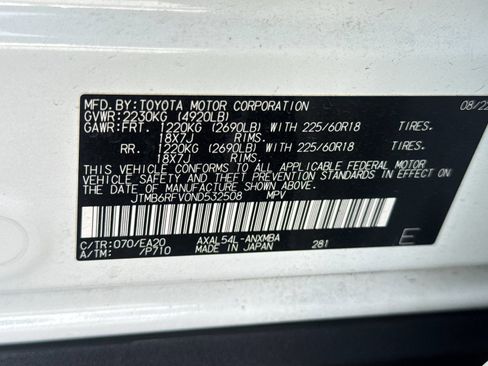 MFD. BY: TOYOTA MOTOR CORPORATION 08/22
GVWR: 2230KG (4920LB)
GAWR: FRT. 1220KG (2690LB) WITH 225/60R18 TIRES.
18X7J RIMS.
RR. 1220KG (2690LB) WITH 225/60R18 TIRES.
18X7J RIMS.
THIS VEHICLE CONFORMS TO ALL APPLICABLE FEDERAL MOTOR
VEHICLE SAFETY STANDARDS IN EFFECT
ON THE DATE OF MANUFACTURE SHOWN ABOVE.
JTMB6RFV0ND532508 MPV
C/TR: 070/EA20 AXAL54L-ANXMBA
A/TM: /P710 MADE IN JAPAN 281 E